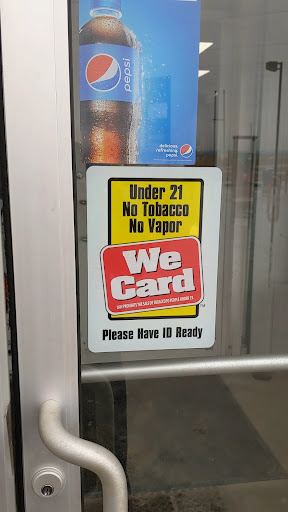 pepsi
delicious.
refreshing.
pepsi.
Under 21
No Tobacco
No Vapor
We
Card
Please Have ID Ready